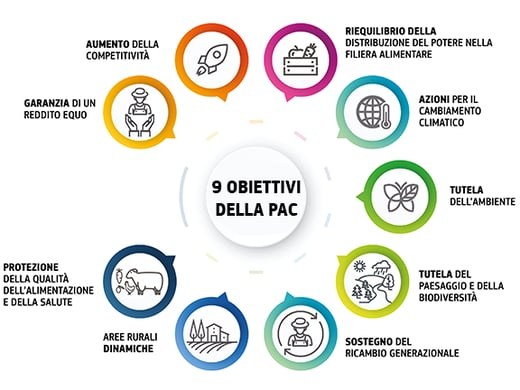 AUMENTO DELLA
COMPETITIVITÀ
RIEQUILIBRIO DELLA
DISTRIBUZIONE DEL POTERE NELLA
FILIERA ALIMENTARE
GARANZIA DI UN
REDDITO EQUO
AZIONI PER IL
CAMBIAMENTO
CLIMATICO
9 OBIETTIVI
DELLA PAC
TUTELA
DELL'AMBIENTE
PROTEZIONE
DELLA QUALITÀ
DELL'ALIMENTAZIONE
E DELLA SALUTE
TUTELA DEL
PAESAGGIO E DELLA
BIODIVERSITÀ
AREE RURALI
DINAMICHE
SOSTEGNO DEL
RICAMBIO GENERAZIONALE